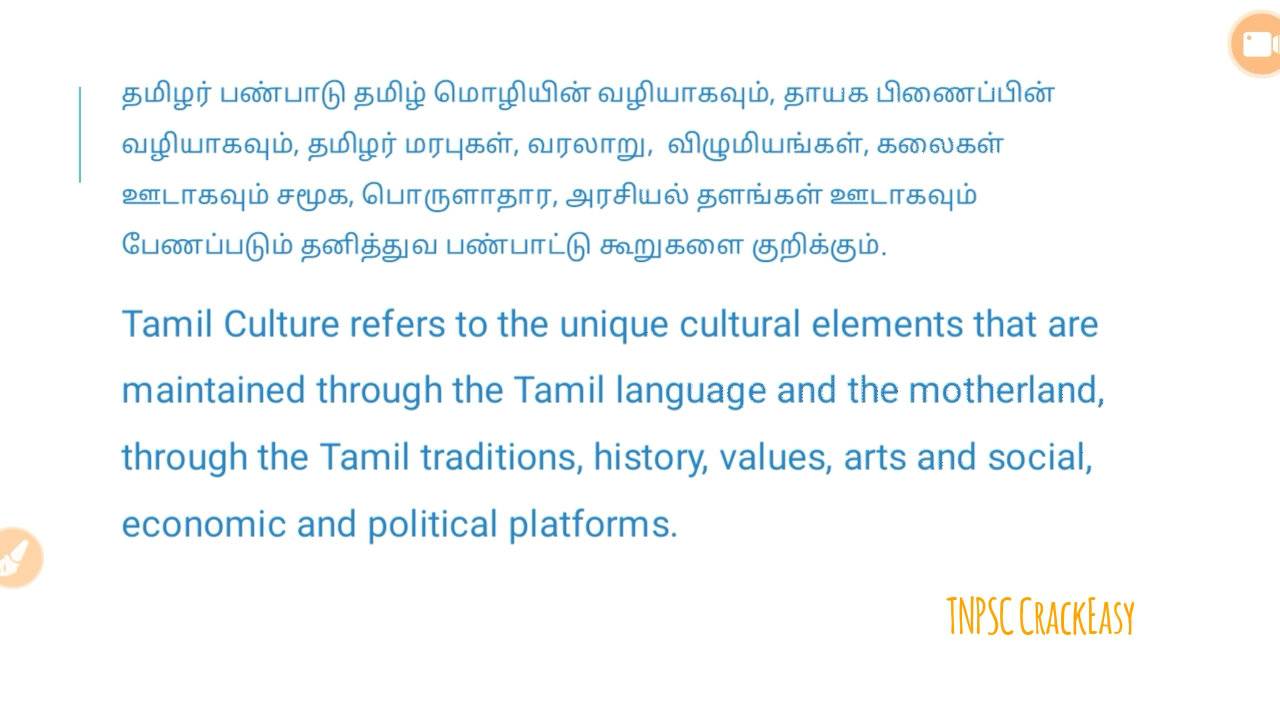 தமிழர் பண்பாடு தமிழ் மொழியின் வழியாகவும், தாயக பிணைப்பின்
வழியாகவும், தமிழர் மரபுகள், வரலாறு, விழுமியங்கள், கலைகள்
ஊடாகவும் சமூக, பொருளாதார, அரசியல் தளங்கள் ஊடாகவும்
பேணப்படும் தனித்துவ பண்பாட்டு கூறுகளை குறிக்கும்.
Tamil Culture refers to the unique cultural elements that are
maintained through the Tamil language and the motherland,
through the Tamil traditions, history, values, arts and social,
economic and political platforms.
TNPSC CrackEasy